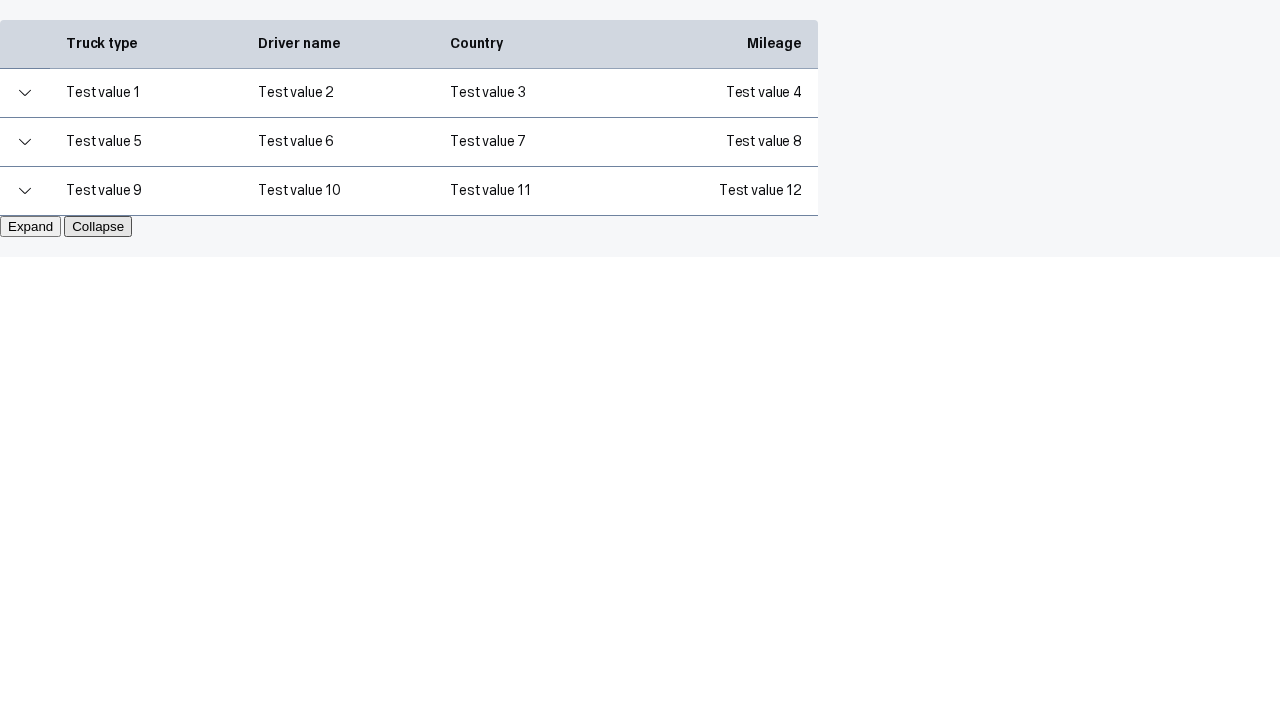 Truck type Driver name Country Mileage
Test value 1 Test value 2 Test value 3 Test value 4
Test value 5 Test value 6 Test value 7 Test value 8
Test value 9 Test value 10 Test value 11 Test value 12
Expand Collapse